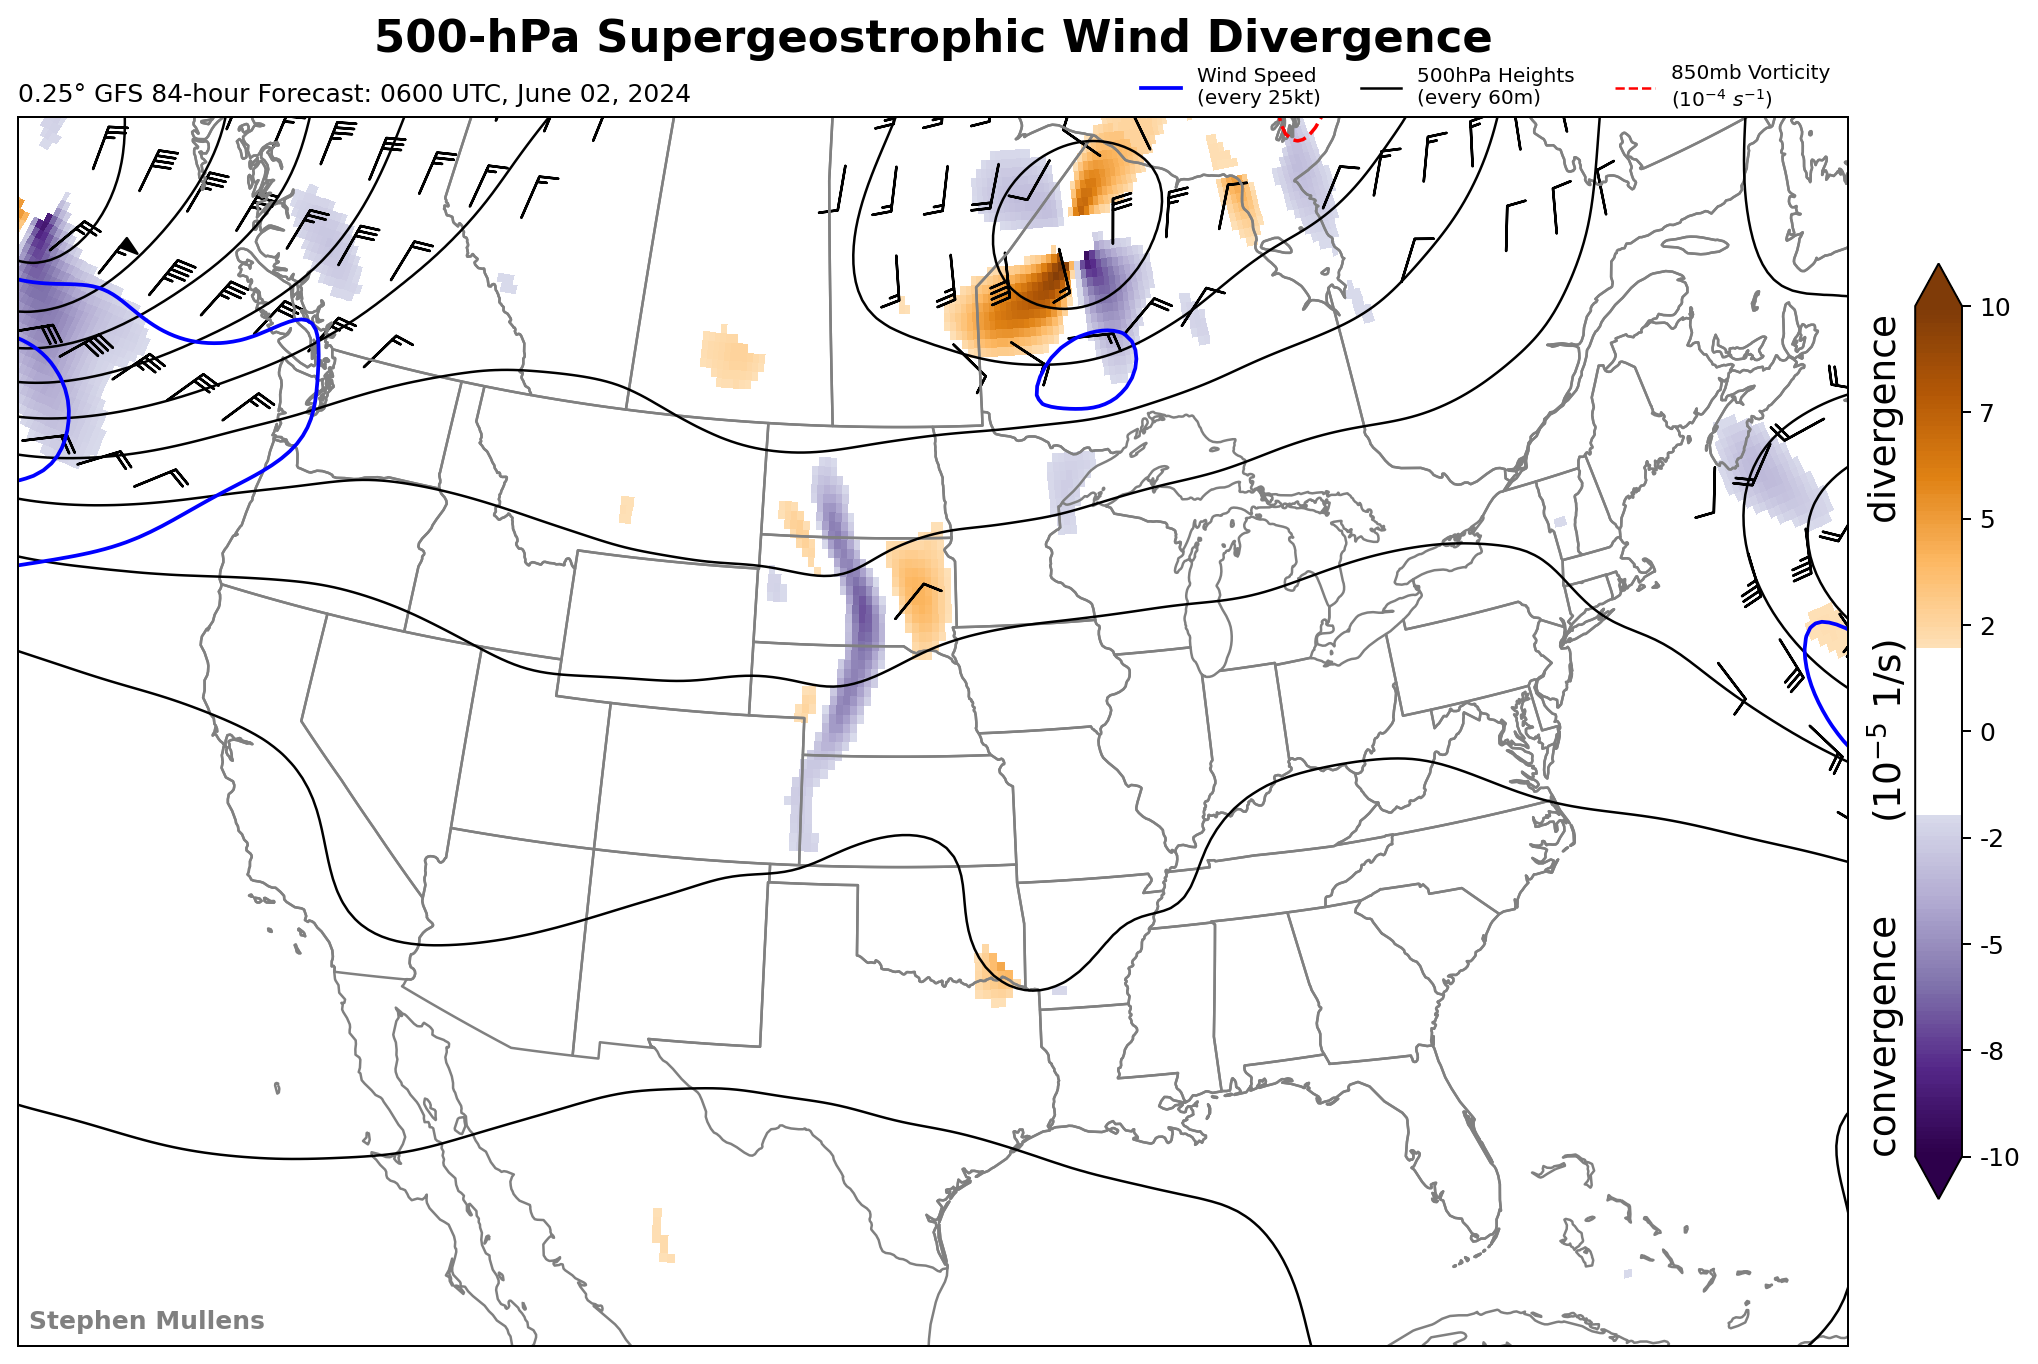 500-hPa Supergeostrophic Wind Divergence
0.25° GFS 84-hour Forecast: 0600 UTC, June 02, 2024
Wind Speed
(every 25kt)
500hPa Heights
(every 60m)
850mb Vorticity
(10⁻⁴ s⁻¹)
10
7
5
2
0
-2
-5
-8
-10
convergence (10⁻⁵ 1/s) divergence
Stephen Mullens